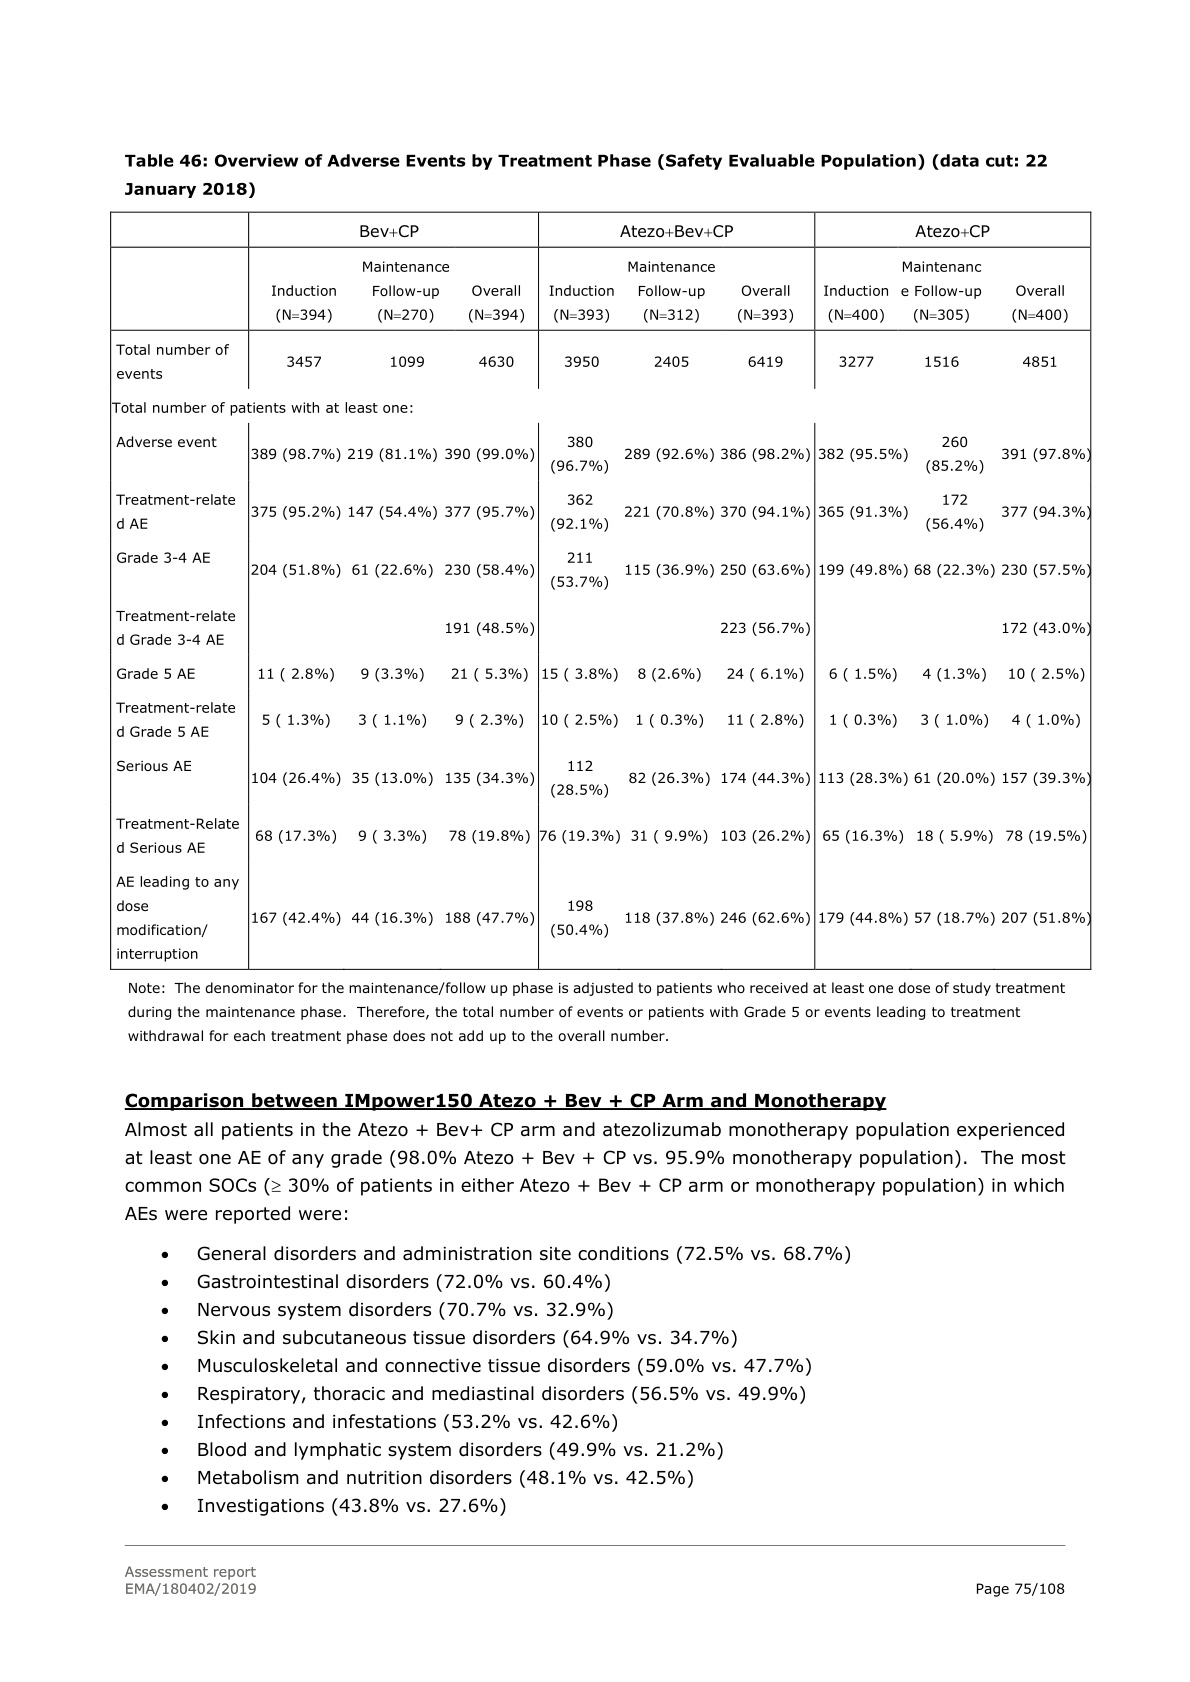 Table 46: Overview of Adverse Events by Treatment Phase (Safety Evaluable Population) (data cut: 22
January 2018)
Bev+CP Atezo+Bev+CP Atezo+CP
Maintenance Maintenance Maintenanc
Induction Follow-up Overall Induction Follow-up Overall Induction e Follow-up Overall
(N=394) (N=270) (N=394) (N=393) (N=312) (N=393) (N=400) (N=305) (N=400)
Total number of
events 3457 1099 4630 3950 2405 6419 3277 1516 4851
Total number of patients with at least one:
Adverse event 389 (98.7%) 219 (81.1%) 390 (99.0%) 380 (96.7%) 289 (92.6%) 386 (98.2%) 382 (95.5%) 260 (85.2%) 391 (97.8%)
Treatment-relate
d AE 375 (95.2%) 147 (54.4%) 377 (95.7%) 362 (92.1%) 221 (70.8%) 370 (94.1%) 365 (91.3%) 172 (56.4%) 377 (94.3%)
Grade 3-4 AE 204 (51.8%) 61 (22.6%) 230 (58.4%) 211 (53.7%) 115 (36.9%) 250 (63.6%) 199 (49.8%) 68 (22.3%) 230 (57.5%)
Treatment-relate
d Grade 3-4 AE 191 (48.5%) 223 (56.7%) 172 (43.0%)
Grade 5 AE 11 ( 2.8%) 9 (3.3%) 21 ( 5.3%) 15 ( 3.8%) 8 (2.6%) 24 ( 6.1%) 6 ( 1.5%) 4 (1.3%) 10 ( 2.5%)
Treatment-relate
d Grade 5 AE 5 ( 1.3%) 3 ( 1.1%) 9 ( 2.3%) 10 ( 2.5%) 1 ( 0.3%) 11 ( 2.8%) 1 ( 0.3%) 3 ( 1.0%) 4 ( 1.0%)
Serious AE 104 (26.4%) 35 (13.0%) 135 (34.3%) 112 (28.5%) 82 (26.3%) 174 (44.3%) 113 (28.3%) 61 (20.0%) 157 (39.3%)
Treatment-Relate
d Serious AE 68 (17.3%) 9 ( 3.3%) 78 (19.8%) 76 (19.3%) 31 ( 9.9%) 103 (26.2%) 65 (16.3%) 18 ( 5.9%) 78 (19.5%)
AE leading to any
dose
modification/
interruption 167 (42.4%) 44 (16.3%) 188 (47.7%) 198 (50.4%) 118 (37.8%) 246 (62.6%) 179 (44.8%) 57 (18.7%) 207 (51.8%)
Note: The denominator for the maintenance/follow up phase is adjusted to patients who received at least one dose of study treatment
during the maintenance phase. Therefore, the total number of events or patients with Grade 5 or events leading to treatment
withdrawal for each treatment phase does not add up to the overall number.
Comparison between IMpower150 Atezo + Bev + CP Arm and Monotherapy
Almost all patients in the Atezo + Bev+ CP arm and atezolizumab monotherapy population experienced
at least one AE of any grade (98.0% Atezo + Bev + CP vs. 95.9% monotherapy population). The most
common SOCs (≥ 30% of patients in either Atezo + Bev + CP arm or monotherapy population) in which
AEs were reported were:
• General disorders and administration site conditions (72.5% vs. 68.7%)
• Gastrointestinal disorders (72.0% vs. 60.4%)
• Nervous system disorders (70.7% vs. 32.9%)
• Skin and subcutaneous tissue disorders (64.9% vs. 34.7%)
• Musculoskeletal and connective tissue disorders (59.0% vs. 47.7%)
• Respiratory, thoracic and mediastinal disorders (56.5% vs. 49.9%)
• Infections and infestations (53.2% vs. 42.6%)
• Blood and lymphatic system disorders (49.9% vs. 21.2%)
• Metabolism and nutrition disorders (48.1% vs. 42.5%)
• Investigations (43.8% vs. 27.6%)
Assessment report
EMA/180402/2019 Page 75/108